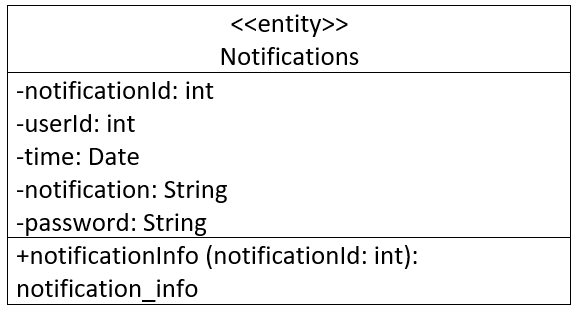 <<entity>>
Notifications
-notificationId: int
-userId: int
-time: Date
-notification: String
-password: String
+notificationInfo (notificationId: int):
notification_info